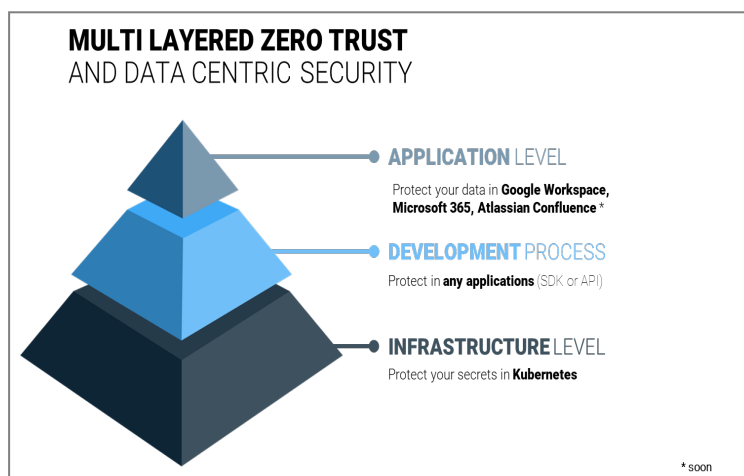 MULTI LAYERED ZERO TRUST
AND DATA CENTRIC SECURITY
APPLICATION LEVEL
Protect your data in Google Workspace,
Microsoft 365, Atlassian Confluence *
DEVELOPMENT PROCESS
Protect in any applications (SDK or API)
INFRASTRUCTURE LEVEL
Protect your secrets in Kubernetes
* soon